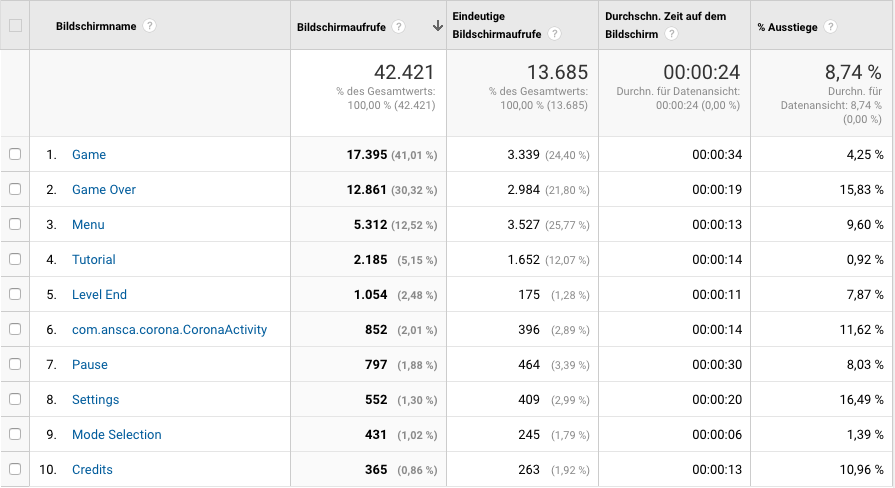 Bildschirmname ? Bildschirmaufrufe ? Eindeutige Bildschirmaufrufe ? Durchschn. Zeit auf dem Bildschirm ? % Ausstiege ?
42.421 13.685 00:00:24 8,74 %
% des Gesamtwerts: % des Gesamtwerts: Durchn. für Datenansicht: Durchn. für
100,00 % (42.421) 100,00 % (13.685) 00:00:24 (0,00 %) Datenansicht: 8,74 %
(0,00 %)
1. Game 17.395 (41,01 %) 3.339 (24,40 %) 00:00:34 4,25 %
2. Game Over 12.861 (30,32 %) 2.984 (21,80 %) 00:00:19 15,83 %
3. Menu 5.312 (12,52 %) 3.527 (25,77 %) 00:00:13 9,60 %
4. Tutorial 2.185 (5,15 %) 1.652 (12,07 %) 00:00:14 0,92 %
5. Level End 1.054 (2,48 %) 175 (1,28 %) 00:00:11 7,87 %
6. com.ansca.corona.CoronaActivity 852 (2,01 %) 396 (2,89 %) 00:00:14 11,62 %
7. Pause 797 (1,88 %) 464 (3,39 %) 00:00:30 8,03 %
8. Settings 552 (1,30 %) 409 (2,99 %) 00:00:20 16,49 %
9. Mode Selection 431 (1,02 %) 245 (1,79 %) 00:00:06 1,39 %
10. Credits 365 (0,86 %) 263 (1,92 %) 00:00:13 10,96 %